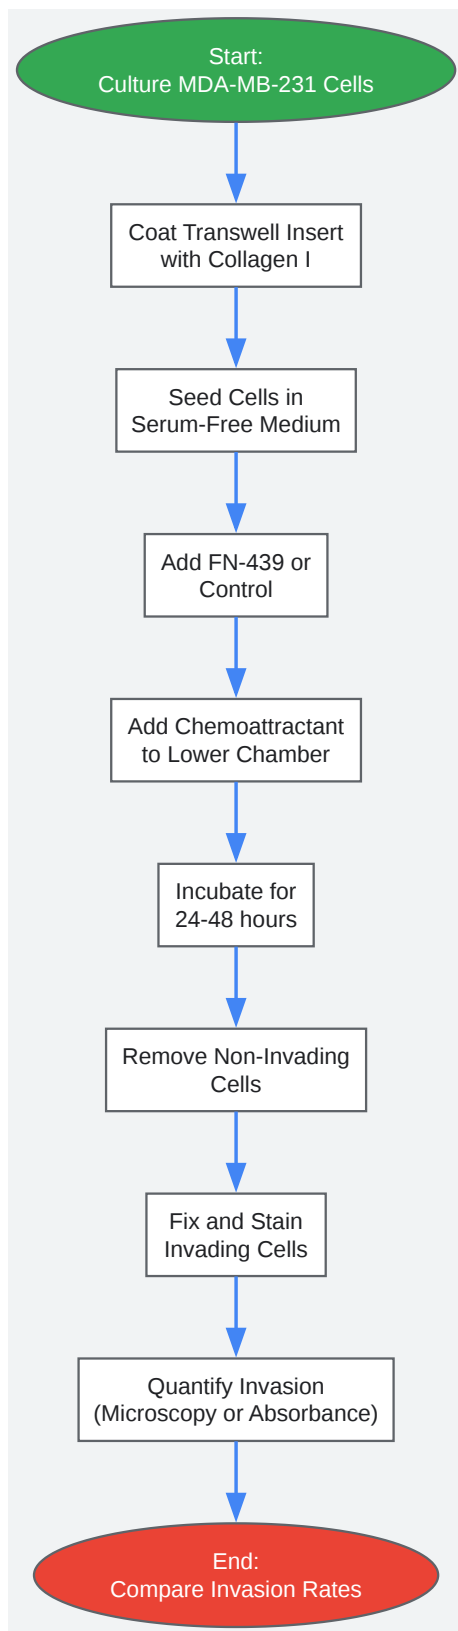 Start:
Culture MDA-MB-231 Cells
Coat Transwell Insert
with Collagen I
Seed Cells in
Serum-Free Medium
Add FN-439 or
Control
Add Chemoattractant
to Lower Chamber
Incubate for
24-48 hours
Remove Non-Invading
Cells
Fix and Stain
Invading Cells
Quantify Invasion
(Microscopy or Absorbance)
End:
Compare Invasion Rates